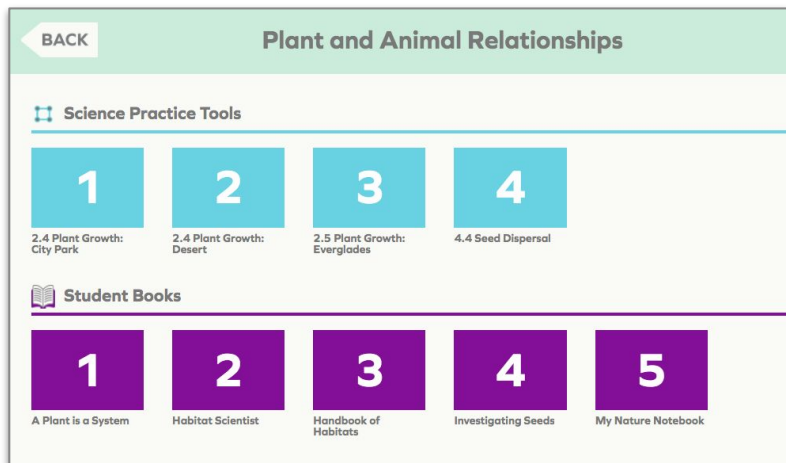 BACK
Plant and Animal Relationships
Science Practice Tools
1
2
3
4
2.4 Plant Growth:
City Park
2.4 Plant Growth:
Desert
2.5 Plant Growth:
Everglades
4.4 Seed Dispersal
Student Books
1
2
3
4
5
A Plant is a System
Habitat Scientist
Handbook of
Habitats
Investigating Seeds
My Nature Notebook